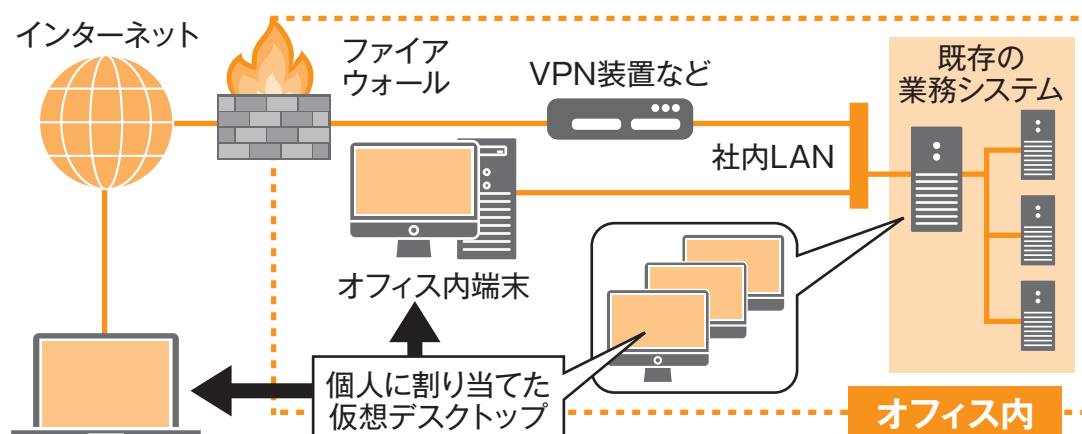 インターネット
ファイア
ウォール
VPN装置など
既存の
業務システム
社内LAN
オフィス内端末
個人に割り当てた
仮想デスクトップ
オフィス内